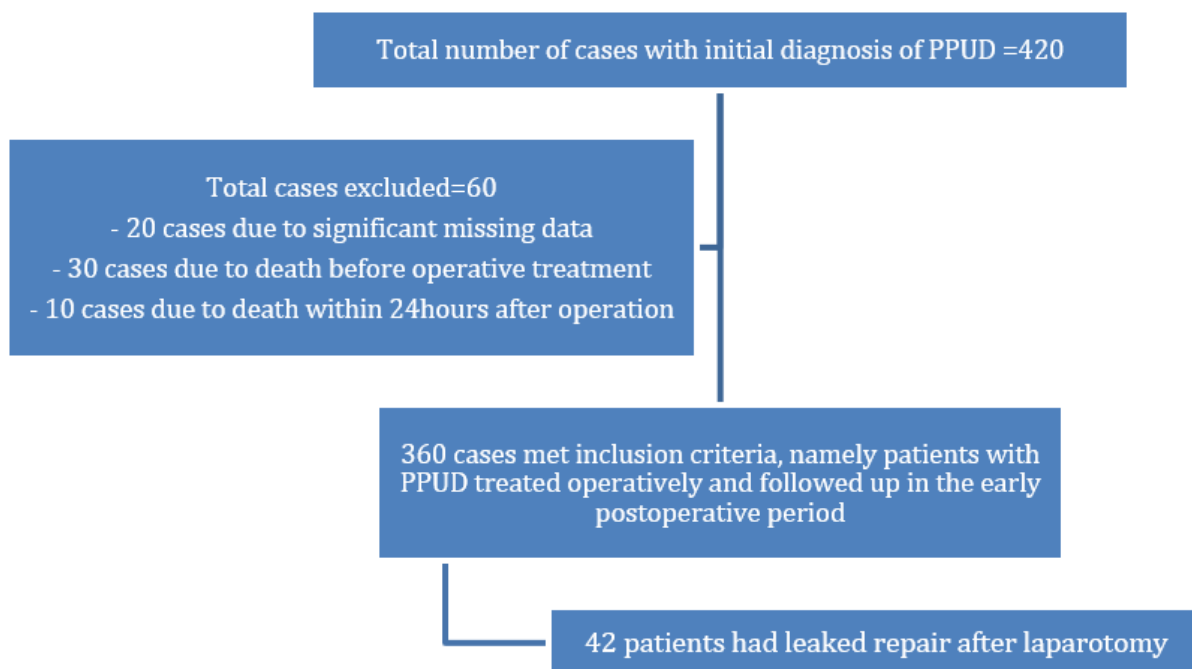 Total number of cases with initial diagnosis of PPUD =420
Total cases excluded=60
- 20 cases due to significant missing data
- 30 cases due to death before operative treatment
- 10 cases due to death within 24hours after operation
360 cases met inclusion criteria, namely patients with
PPUD treated operatively and followed up in the early
postoperative period
42 patients had leaked repair after laparotomy